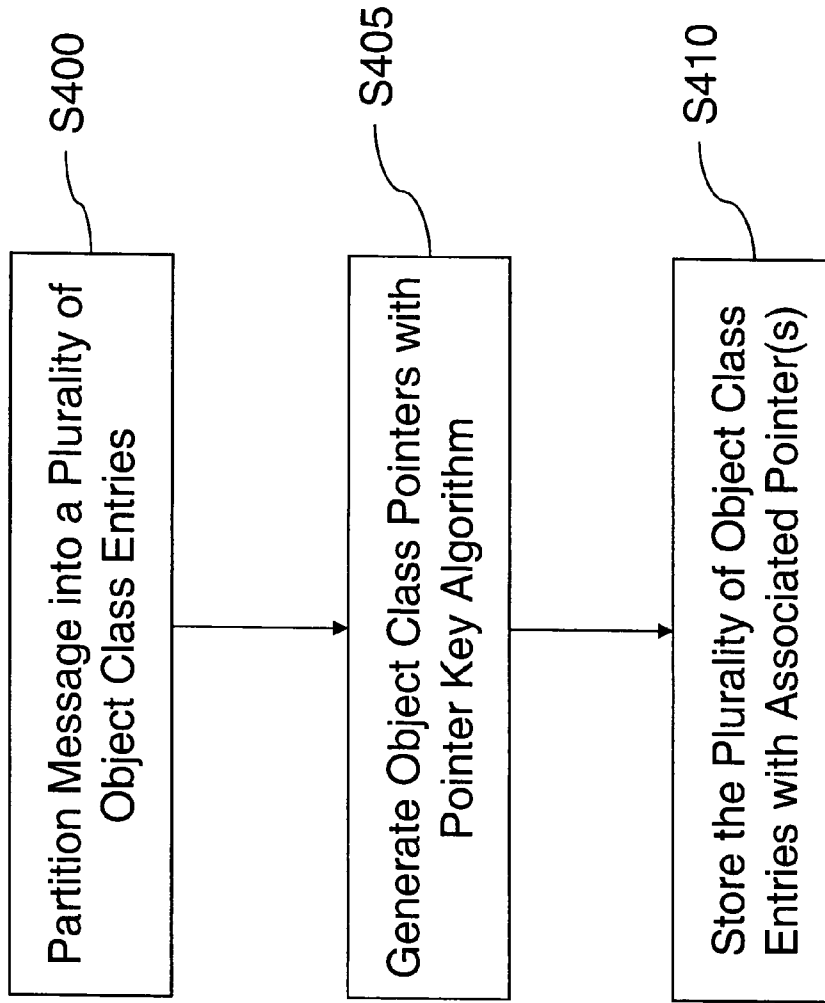 Partition Message into a Plurality of
Object Class Entries
S400
Generate Object Class Pointers with
Pointer Key Algorithm
S405
Store the Plurality of Object Class
Entries with Associated Pointer(s)
S410